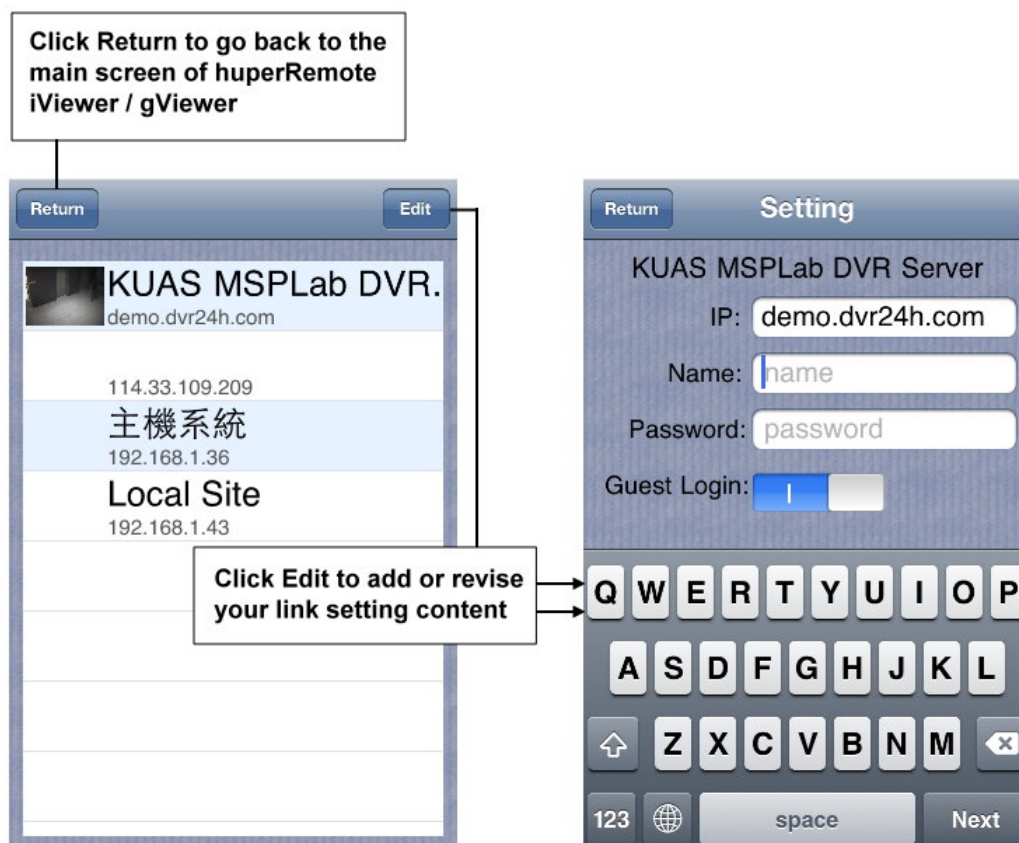 Click Return to go back to the
main screen of huperRemote
iViewer / gViewer
Return
Edit
KUAS MSPLab DVR.
demo.dvr24h.com
114.33.109.209
主機系統
192.168.1.36
Local Site
192.168.1.43
Click Edit to add or revise
your link setting content
Return
Setting
KUAS MSPLab DVR Server
IP: demo.dvr24h.com
Name: name
Password: password
Guest Login: I
Q W E R T Y U I O P
A S D F G H J K L
Z X C V B N M
123 space Next